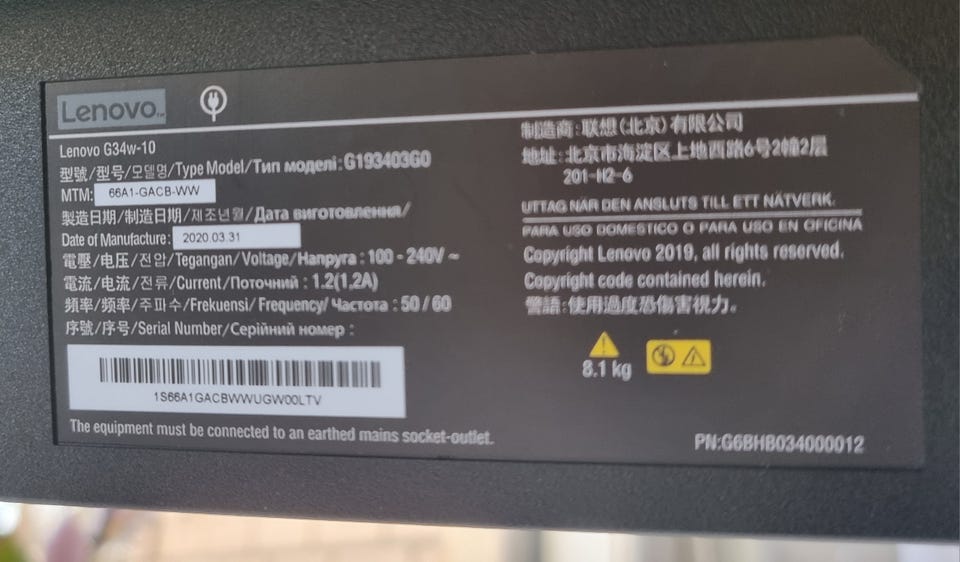 Lenovo
Lenovo G34w-10
型號/型号/모델명/Type Model/Тип моделі:G193403G0
MTM: 66A1-GACB-WW
製造日期/制造日期/제조년월/Дата виготовлення/
Date of Manufacture: 2020.03.31
電壓/电压/전압/Tegangan/Voltage/Напруга : 100 - 240V ~
電流/电流/전류/Current/Поточний : 1.2(1,2A)
頻率/频率/주파수/Frekuensi/ Frequency/ Частота : 50 / 60
序號/序号/Serial Number/Серійний номер :
1S66A1GACBWWUGW00LTV
The equipment must be connected to an earthed mains socket-outlet.
制造商：联想(北京)有限公司
地址：北京市海淀区上地西路6号2幢2层
201-H2-6
UTTAG NÄR DEN ANSLUTS TILL ETT NÄTVERK.
PARA USO DOMESTICO O PARA USO EN OFICINA
Copyright Lenovo 2019, all rights reserved.
Copyright code contained herein.
警語：使用過度恐傷害視力。
8.1 kg
PN:G6BHB034000012